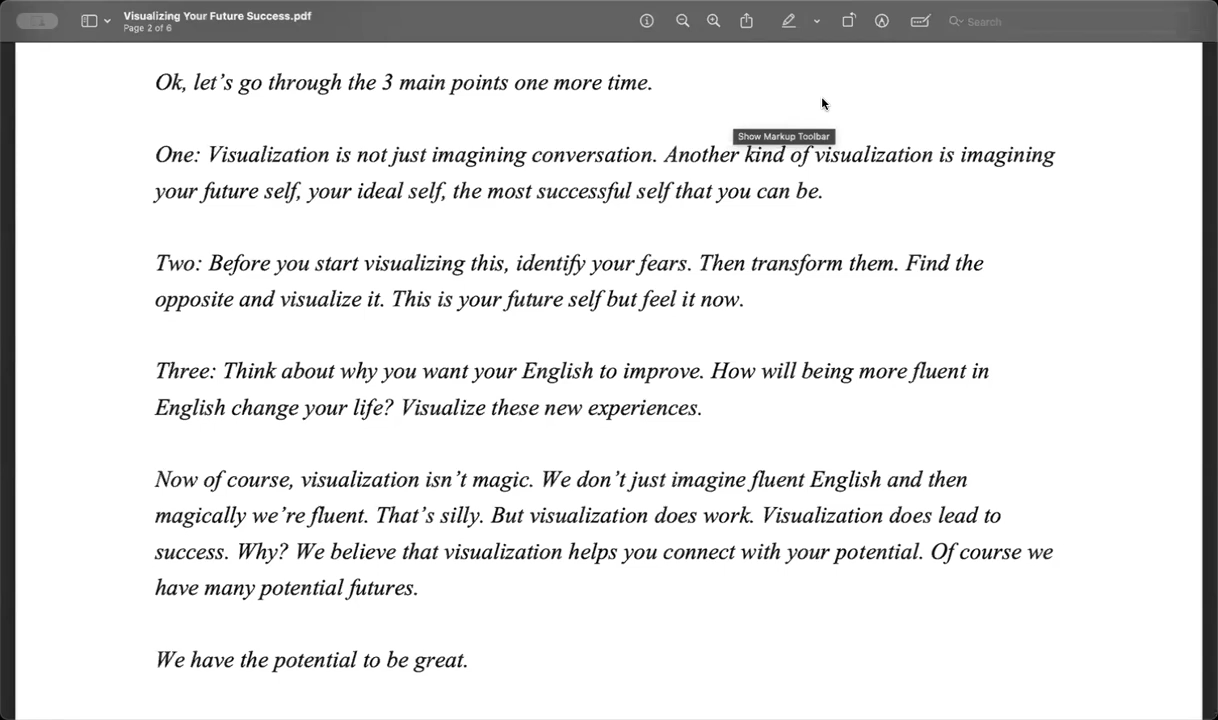 Visualizing Your Future Success.pdf
Page 2 of 6
Search
Ok, let's go through the 3 main points one more time.
Show Markup Toolbar
One: Visualization is not just imagining conversation. Another kind of visualization is imagining
your future self, your ideal self, the most successful self that you can be.
Two: Before you start visualizing this, identify your fears. Then transform them. Find the
opposite and visualize it. This is your future self but feel it now.
Three: Think about why you want your English to improve. How will being more fluent in
English change your life? Visualize these new experiences.
Now of course, visualization isn't magic. We don't just imagine fluent English and then
magically we're fluent. That's silly. But visualization does work. Visualization does lead to
success. Why? We believe that visualization helps you connect with your potential. Of course we
have many potential futures.
We have the potential to be great.